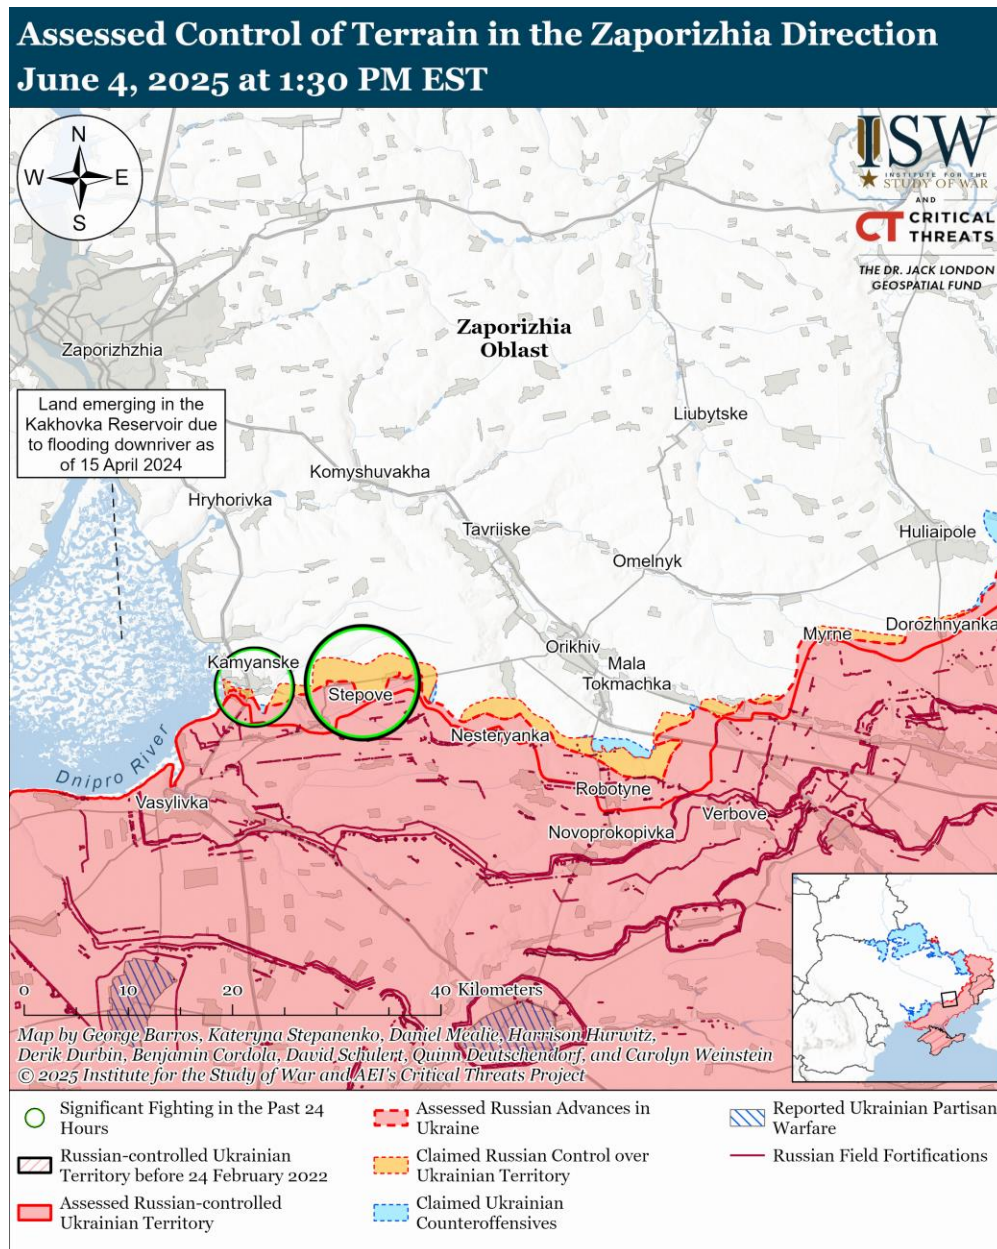 Assessed Control of Terrain in the Zaporizhia Direction
June 4, 2025 at 1:30 PM EST
N
W E
S
ISW
INSTITUTE FOR THE
STUDY OF WAR
AND
CT CRITICAL
THREATS
THE DR. JACK LONDON
GEOSPATIAL FUND
Zaporizhia
Oblast
Zaporizhzhia
Land emerging in the
Kakhovka Reservoir due
to flooding downriver as
of 15 April 2024
Liubytske
Komyshuvakha
Hryhorivka
Tavriiske
Huliaipole
Omelnyk
Dorozhnyanka
Myrne
Orikhiv
Kamyanske
Mala
Tokmachka
Stepove
Nesteryanka
Dnipro River
Robotyne
Vasylivka
Verbove
Novoprokopivka
0 10 20 40 Kilometers
Map by George Barros, Kateryna Stepanenko, Daniel Mealie, Harrison Hurwitz,
Derik Durbin, Benjamin Cordola, David Schulert, Quinn Deutschendorf, and Carolyn Weinstein
© 2025 Institute for the Study of War and AEI's Critical Threats Project
Significant Fighting in the Past 24
Hours
Russian-controlled Ukrainian
Territory before 24 February 2022
Assessed Russian-controlled
Ukrainian Territory
Assessed Russian Advances in
Ukraine
Claimed Russian Control over
Ukrainian Territory
Claimed Ukrainian
Counteroffensives
Reported Ukrainian Partisan
Warfare
Russian Field Fortifications